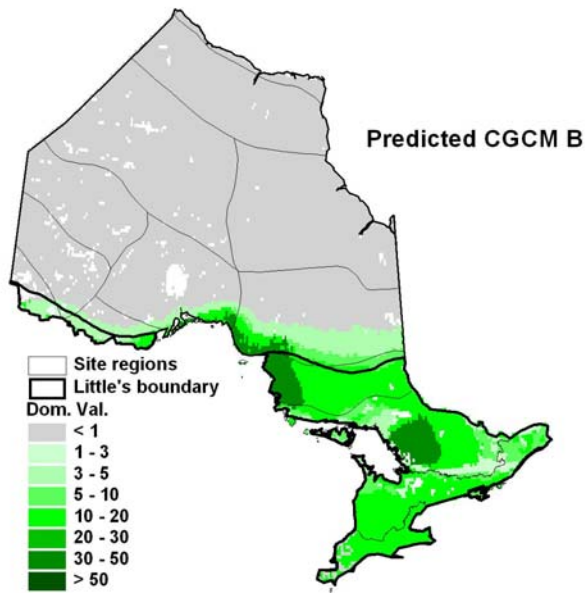 Predicted CGCM B
Site regions
Little's boundary
Dom. Val.
< 1
1 - 3
3 - 5
5 - 10
10 - 20
20 - 30
30 - 50
> 50